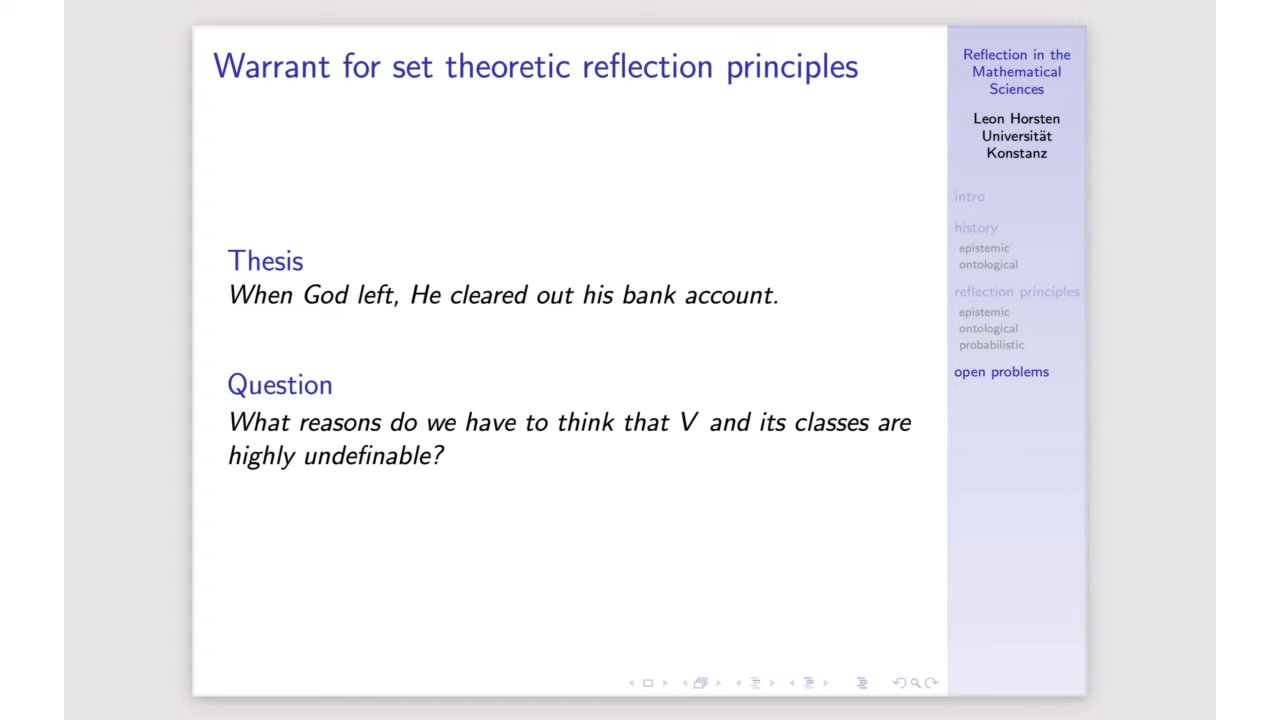 Warrant for set theoretic reflection principles
Thesis
When God left, He cleared out his bank account.
Question
What reasons do we have to think that V and its classes are
highly undefinable?
Reflection in the
Mathematical
Sciences
Leon Horsten
Universität
Konstanz
intro
history
epistemic
ontological
reflection principles
epistemic
ontological
probabilistic
open problems